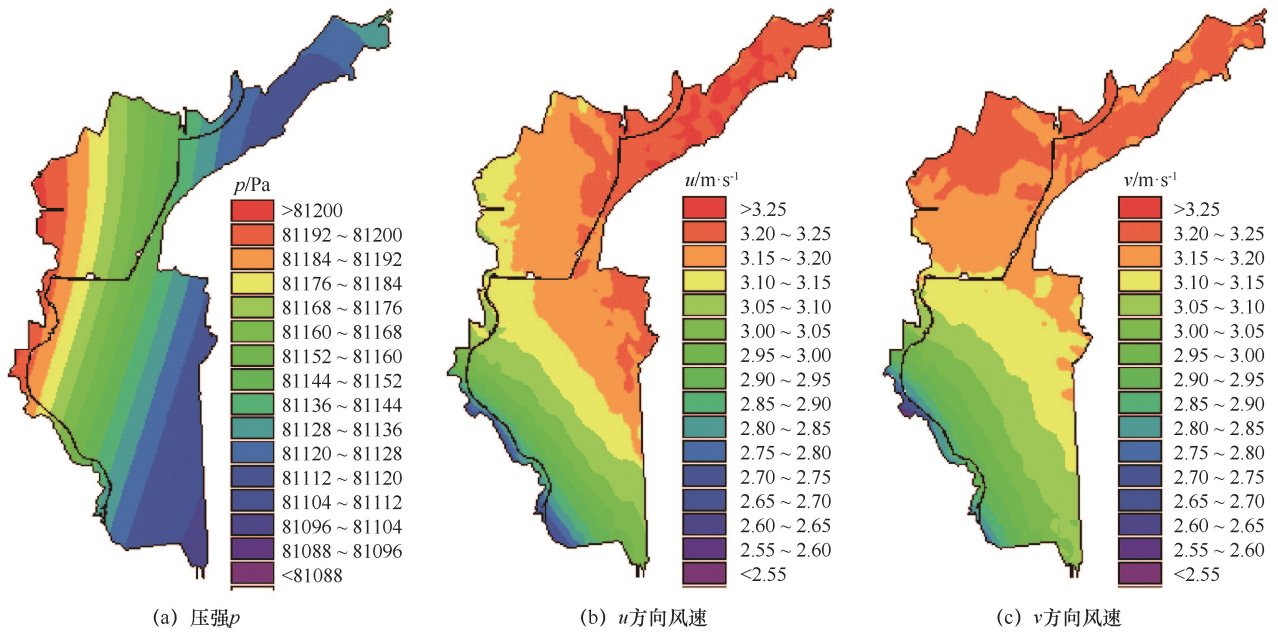 p/Pa
>81200
81192 ~ 81200
81184 ~ 81192
81176 ~ 81184
81168 ~ 81176
81160 ~ 81168
81152 ~ 81160
81144 ~ 81152
81136 ~ 81144
81128 ~ 81136
81120 ~ 81128
81112 ~ 81120
81104 ~ 81112
81096 ~ 81104
81088 ~ 81096
<81088
(a) 压强p
u/m·s⁻¹
>3.25
3.20 ~ 3.25
3.15 ~ 3.20
3.10 ~ 3.15
3.05 ~ 3.10
3.00 ~ 3.05
2.95 ~ 3.00
2.90 ~ 2.95
2.85 ~ 2.90
2.80 ~ 2.85
2.75 ~ 2.80
2.70 ~ 2.75
2.65 ~ 2.70
2.60 ~ 2.65
2.55 ~ 2.60
<2.55
(b) u方向风速
v/m·s⁻¹
>3.25
3.20 ~ 3.25
3.15 ~ 3.20
3.10 ~ 3.15
3.05 ~ 3.10
3.00 ~ 3.05
2.95 ~ 3.00
2.90 ~ 2.95
2.85 ~ 2.90
2.80 ~ 2.85
2.75 ~ 2.80
2.70 ~ 2.75
2.65 ~ 2.70
2.60 ~ 2.65
2.55 ~ 2.60
<2.55
(c) v方向风速